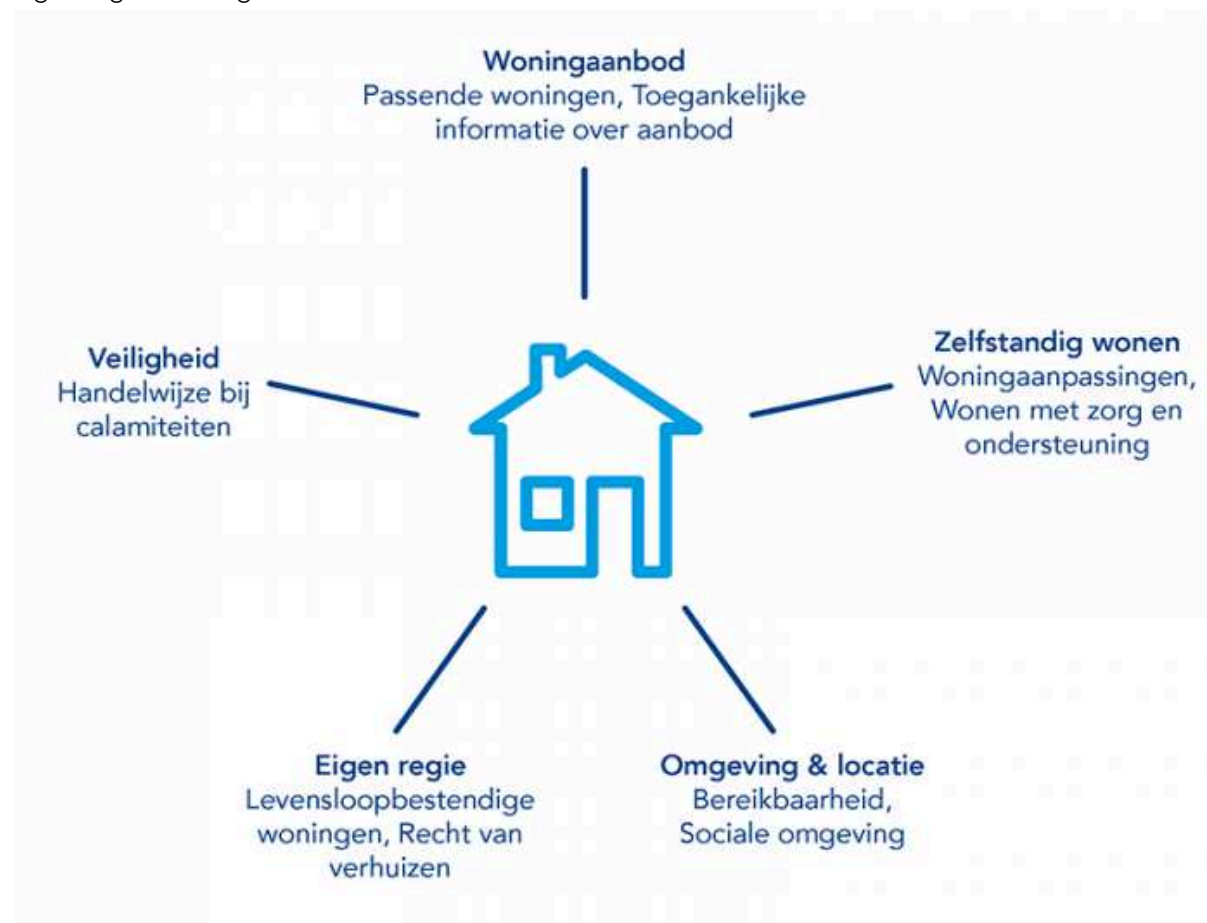 Woningaanbod
Passende woningen, Toegankelijke
informatie over aanbod
Veiligheid
Handelwijze bij
calamiteiten
Zelfstandig wonen
Woningaanpassingen,
Wonen met zorg en
ondersteuning
Eigen regie
Levensloopbestendige
woningen, Recht van
verhuizen
Omgeving & locatie
Bereikbaarheid,
Sociale omgeving